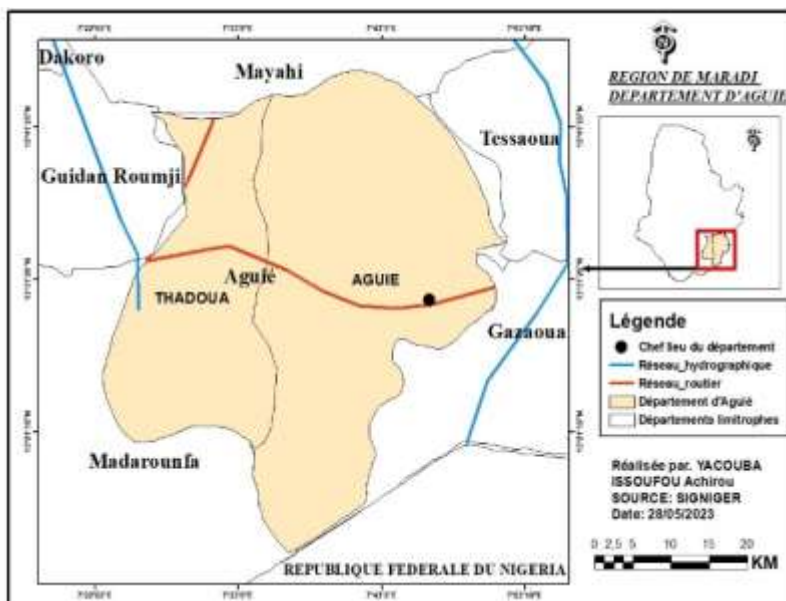 REGION DE MARADI
DEPARTEMENT D'AGUIE
Dakoro
Mayahi
Tessaoua
Guidan Roumji
Aguié
AGUIE
THADOUA
Gazaoua
Madarounfa
REPUBLIQUE FEDERALE DU NIGERIA
Légende
Chef lieu du département
Réseau_hydrographique
Réseau_routier
Département d'Aguié
Départements limitrophes
Réalisée par. YACOUBA
ISSOUFOU Achirou
SOURCE: SIGNIGER
Date: 28/05/2023
0 2,5 5 10 15 20
KM